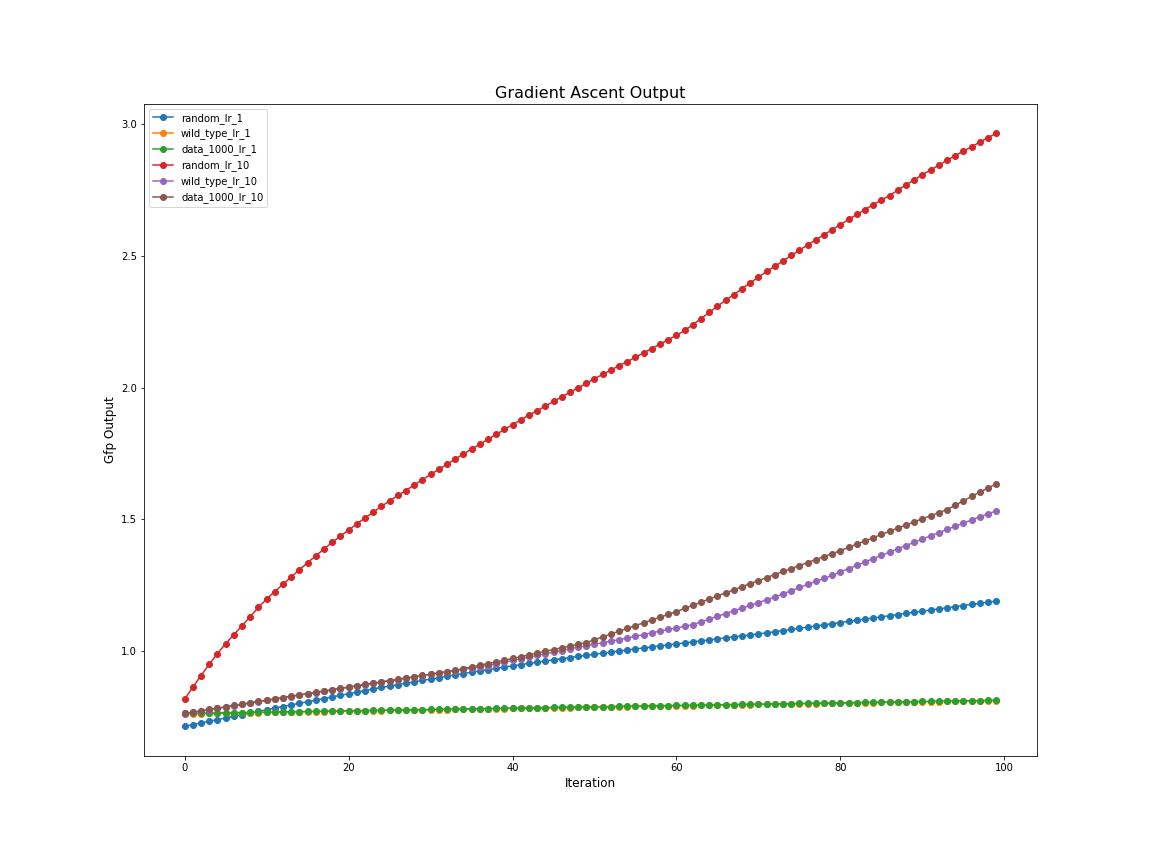 Gradient Ascent Output
random_lr_1
wild_type_lr_1
data_1000_lr_1
random_lr_10
wild_type_lr_10
data_1000_lr_10
Gfp Output
3.0
2.5
2.0
1.5
1.0
0
20
40
60
80
100
Iteration